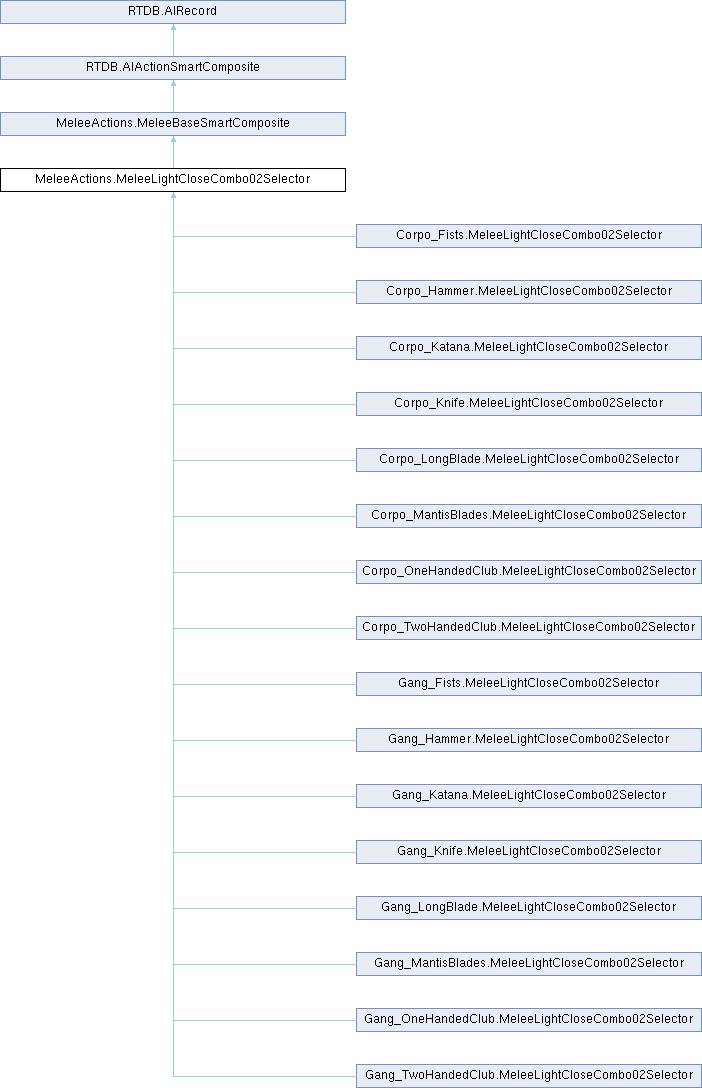 RTDB.AIRecord
RTDB.AIActionSmartComposite
MeleeActions.MeleeBaseSmartComposite
MeleeActions.MeleeLightCloseCombo02Selector
Corpo_Fists.MeleeLightCloseCombo02Selector
Corpo_Hammer.MeleeLightCloseCombo02Selector
Corpo_Katana.MeleeLightCloseCombo02Selector
Corpo_Knife.MeleeLightCloseCombo02Selector
Corpo_LongBlade.MeleeLightCloseCombo02Selector
Corpo_MantisBlades.MeleeLightCloseCombo02Selector
Corpo_OneHandedClub.MeleeLightCloseCombo02Selector
Corpo_TwoHandedClub.MeleeLightCloseCombo02Selector
Gang_Fists.MeleeLightCloseCombo02Selector
Gang_Hammer.MeleeLightCloseCombo02Selector
Gang_Katana.MeleeLightCloseCombo02Selector
Gang_Knife.MeleeLightCloseCombo02Selector
Gang_LongBlade.MeleeLightCloseCombo02Selector
Gang_MantisBlades.MeleeLightCloseCombo02Selector
Gang_OneHandedClub.MeleeLightCloseCombo02Selector
Gang_TwoHandedClub.MeleeLightCloseCombo02Selector